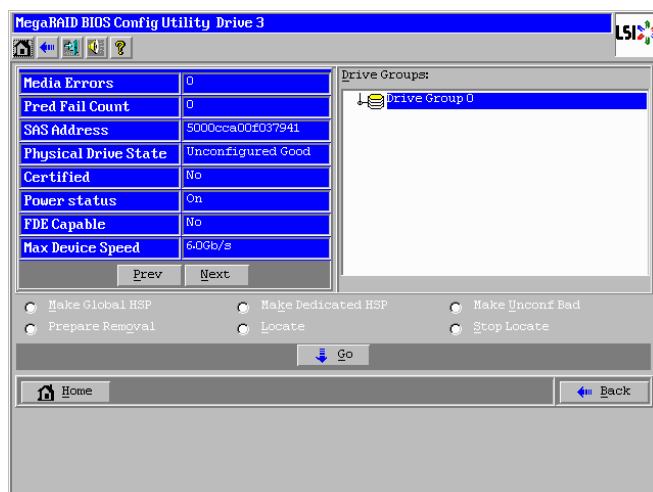 MegaRAID BIOS Config Utility Drive 3
LSI
Media Errors 0
Pred Fail Count 0
SAS Address 5000cca00f037941
Physical Drive State Unconfigured Good
Certified No
Power status On
FDE Capable No
Max Device Speed 6.0Gb/s
Prev Next
Drive Groups:
Drive Group 0
Make Global HSP Make Dedicated HSP Make Unconf Bad
Prepare Removal Locate Stop Locate
Go
Home Back